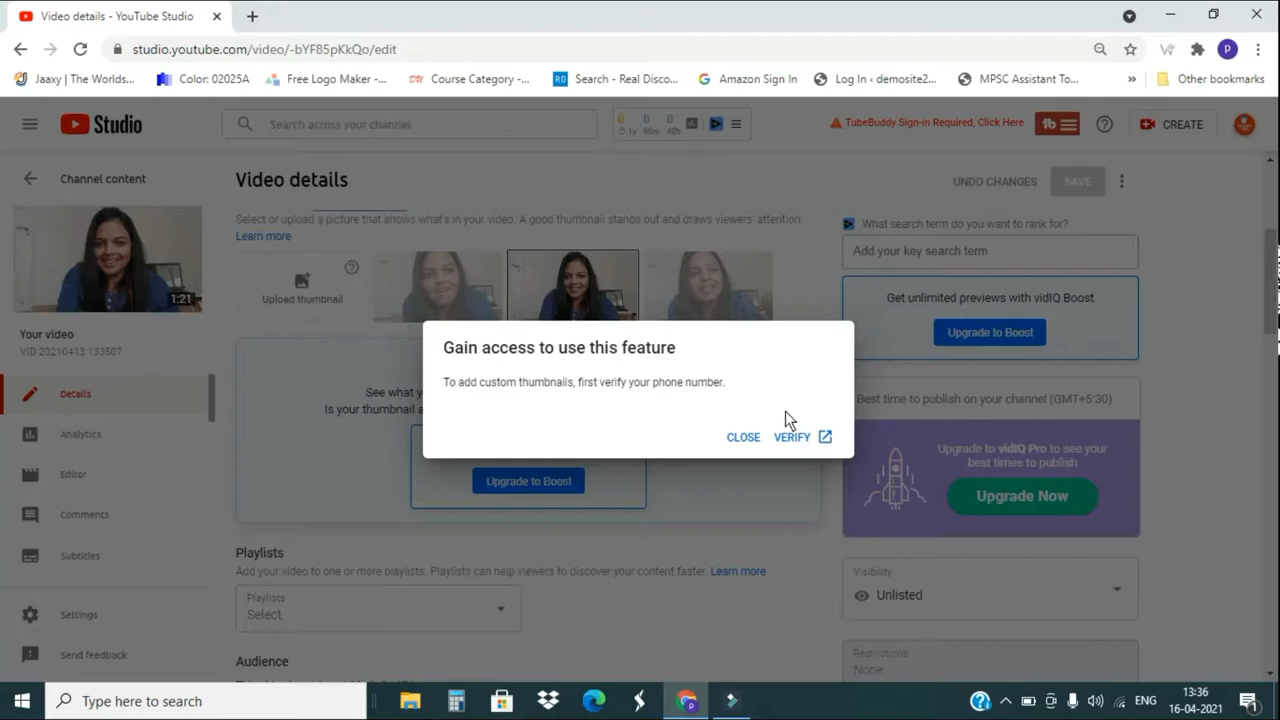 Video details - YouTube Studio
studio.youtube.com/video/-bYF85pKkQo/edit
Jaaxy | The Worlds...
Color: 02025A
Free Logo Maker -...
Course Category -...
RD
Search - Real Disco...
Amazon Sign In
Log In ‹ demosite2...
MPSC Assistant To...
»
Other bookmarks
Studio
Search across your channel
0 0 0
1y 60m 48h
TubeBuddy Sign-in Required, Click Here
tb
CREATE
Channel content
Video details
UNDO CHANGES
SAVE
Select or upload a picture that shows what's in your video. A good thumbnail stands out and draws viewers' attention.
Learn more
What search term do you want to rank for?
Add your key search term
Upload thumbnail
1:21
Get unlimited previews with vidIQ Boost
Upgrade to Boost
Your video
VID 20210413 133507
Gain access to use this feature
To add custom thumbnails, first verify your phone number.
CLOSE
VERIFY
See what y
Is your thumbnail a
Upgrade to Boost
Details
Analytics
Editor
Comments
Subtitles
Settings
Send feedback
Best time to publish on your channel (GMT+5:30)
Upgrade to vidIQ Pro to see your
best times to publish
Upgrade Now
Playlists
Add your video to one or more playlists. Playlists can help viewers to discover your content faster. Learn more
Playlists
Select
Visibility
Unlisted
Audience
Restrictions
None
Type here to search
ENG
13:36
16-04-2021